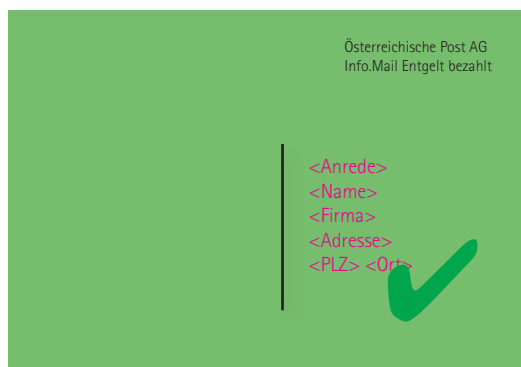 Österreichische Post AG
Info.Mail Entgelt bezahlt
<Anrede>
<Name>
<Firma>
<Adresse>
<PLZ> <Ort>